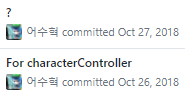 ?
어수혁 committed Oct 27, 2018
For characterController
어수혁 committed Oct 26, 2018